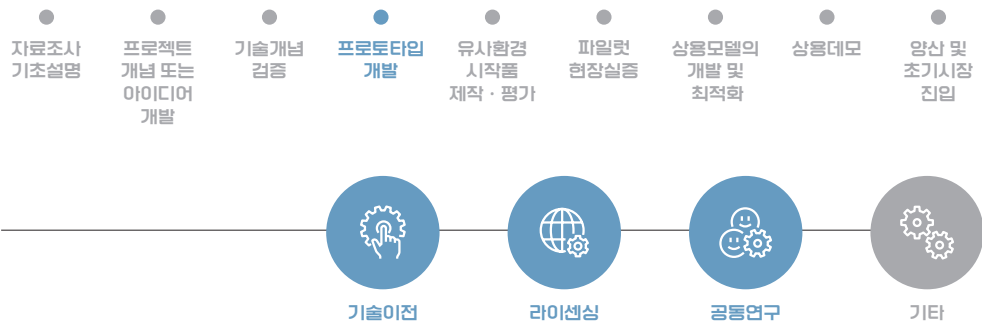 자료조사
기초설명
프로젝트
개념 또는
아이디어
개발
기술개념
검증
프로토타입
개발
유사환경
시작품
제작 · 평가
파일럿
현장실증
상용모델의
개발 및
최적화
상용데모
양산 및
초기시장
진입
기술이전
라이센싱
공동연구
기타